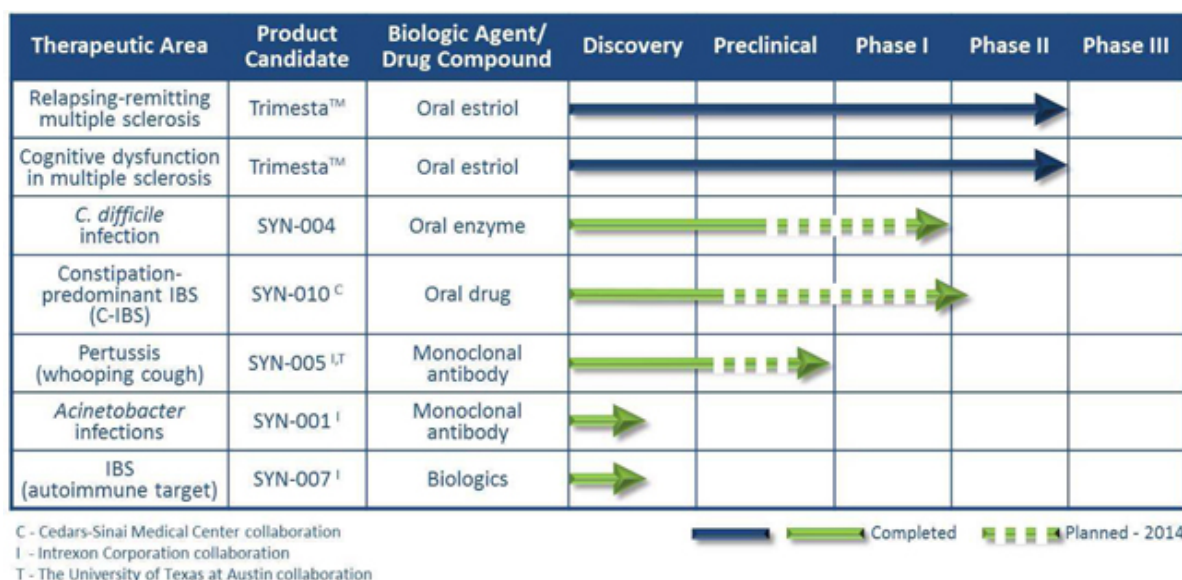 Therapeutic Area
Product
Candidate
Biologic Agent/
Drug Compound
Discovery
Preclinical
Phase I
Phase II
Phase III
Relapsing-remitting
multiple sclerosis
Trimesta™
Oral estriol
Cognitive dysfunction
in multiple sclerosis
Trimesta™
Oral estriol
C. difficile
infection
SYN-004
Oral enzyme
Constipation-
predominant IBS
(C-IBS)
SYN-010 C
Oral drug
Pertussis
(whooping cough)
SYN-005 I,T
Monoclonal
antibody
Acinetobacter
infections
SYN-001 I
Monoclonal
antibody
IBS
(autoimmune target)
SYN-007 I
Biologics
C - Cedars-Sinai Medical Center collaboration
I - Intrexon Corporation collaboration
T - The University of Texas at Austin collaboration
Completed
Planned - 2014